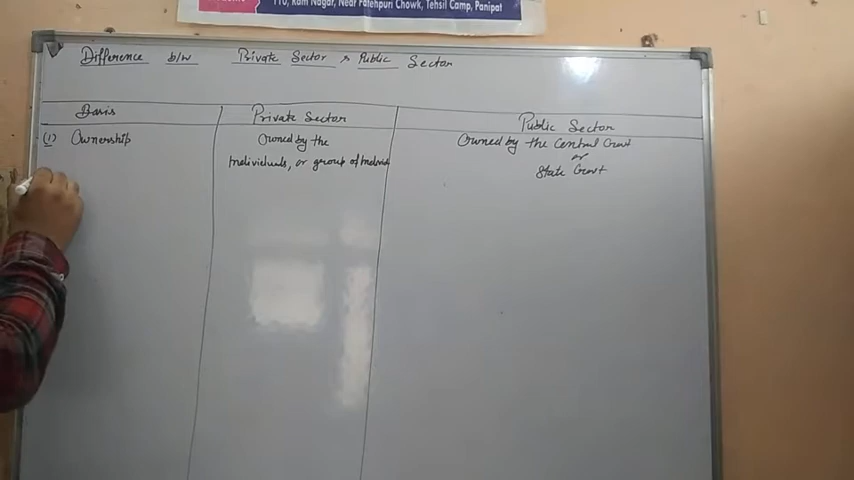 110, Ram Nagar, Near Fatehpuri Chowk, Tehsil Camp, Panipat
Difference b/w Private Sector & Public Sector
Basis Private Sector Public Sector
(1) Ownership Owned by the Owned by the Central Govt
Individuals, or group of or
State Govt